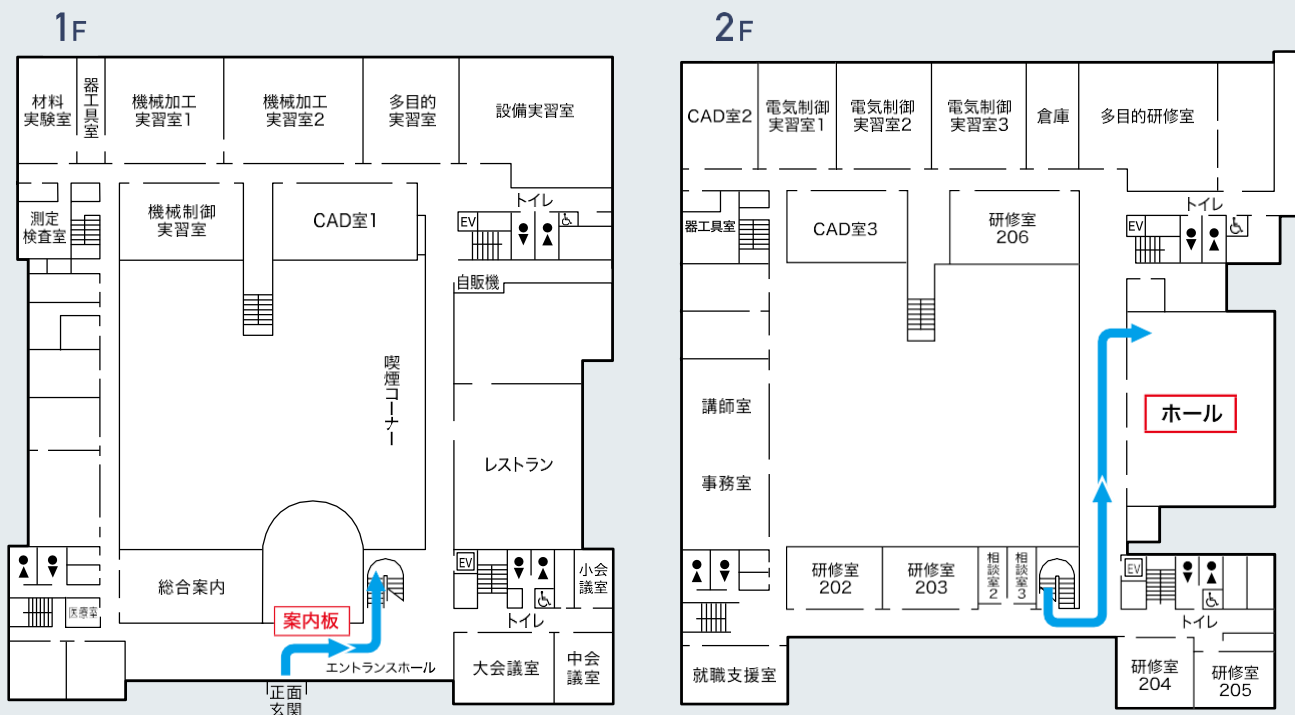 1F
材料
実験室
器工具室
機械加工
実習室1
機械加工
実習室2
多目的
実習室
設備実習室
測定
検査室
機械制御
実習室
CAD室1
EV
トイレ
自販機
喫煙コーナー
レストラン
総合案内
医療室
案内板
エントランスホール
正面
玄関
EV
小会
議室
トイレ
大会議室
中会
議室
2F
CAD室2
電気制御
実習室1
電気制御
実習室2
電気制御
実習室3
倉庫
多目的研修室
器工具室
CAD室3
研修室
206
EV
トイレ
ホール
講師室
事務室
研修室
202
研修室
203
相談室2
相談室3
EV
トイレ
就職支援室
研修室
204
研修室
205